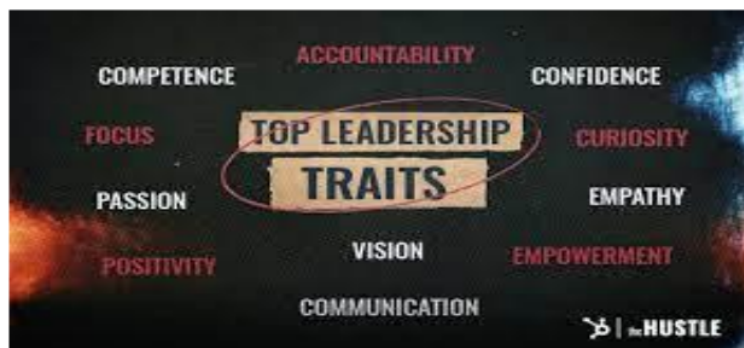 ACCOUNTABILITY
COMPETENCE
CONFIDENCE
FOCUS
TOP LEADERSHIP
TRAITS
CURIOSITY
PASSION
EMPATHY
VISION
POSITIVITY
EMPOWERMENT
COMMUNICATION
the HUSTLE